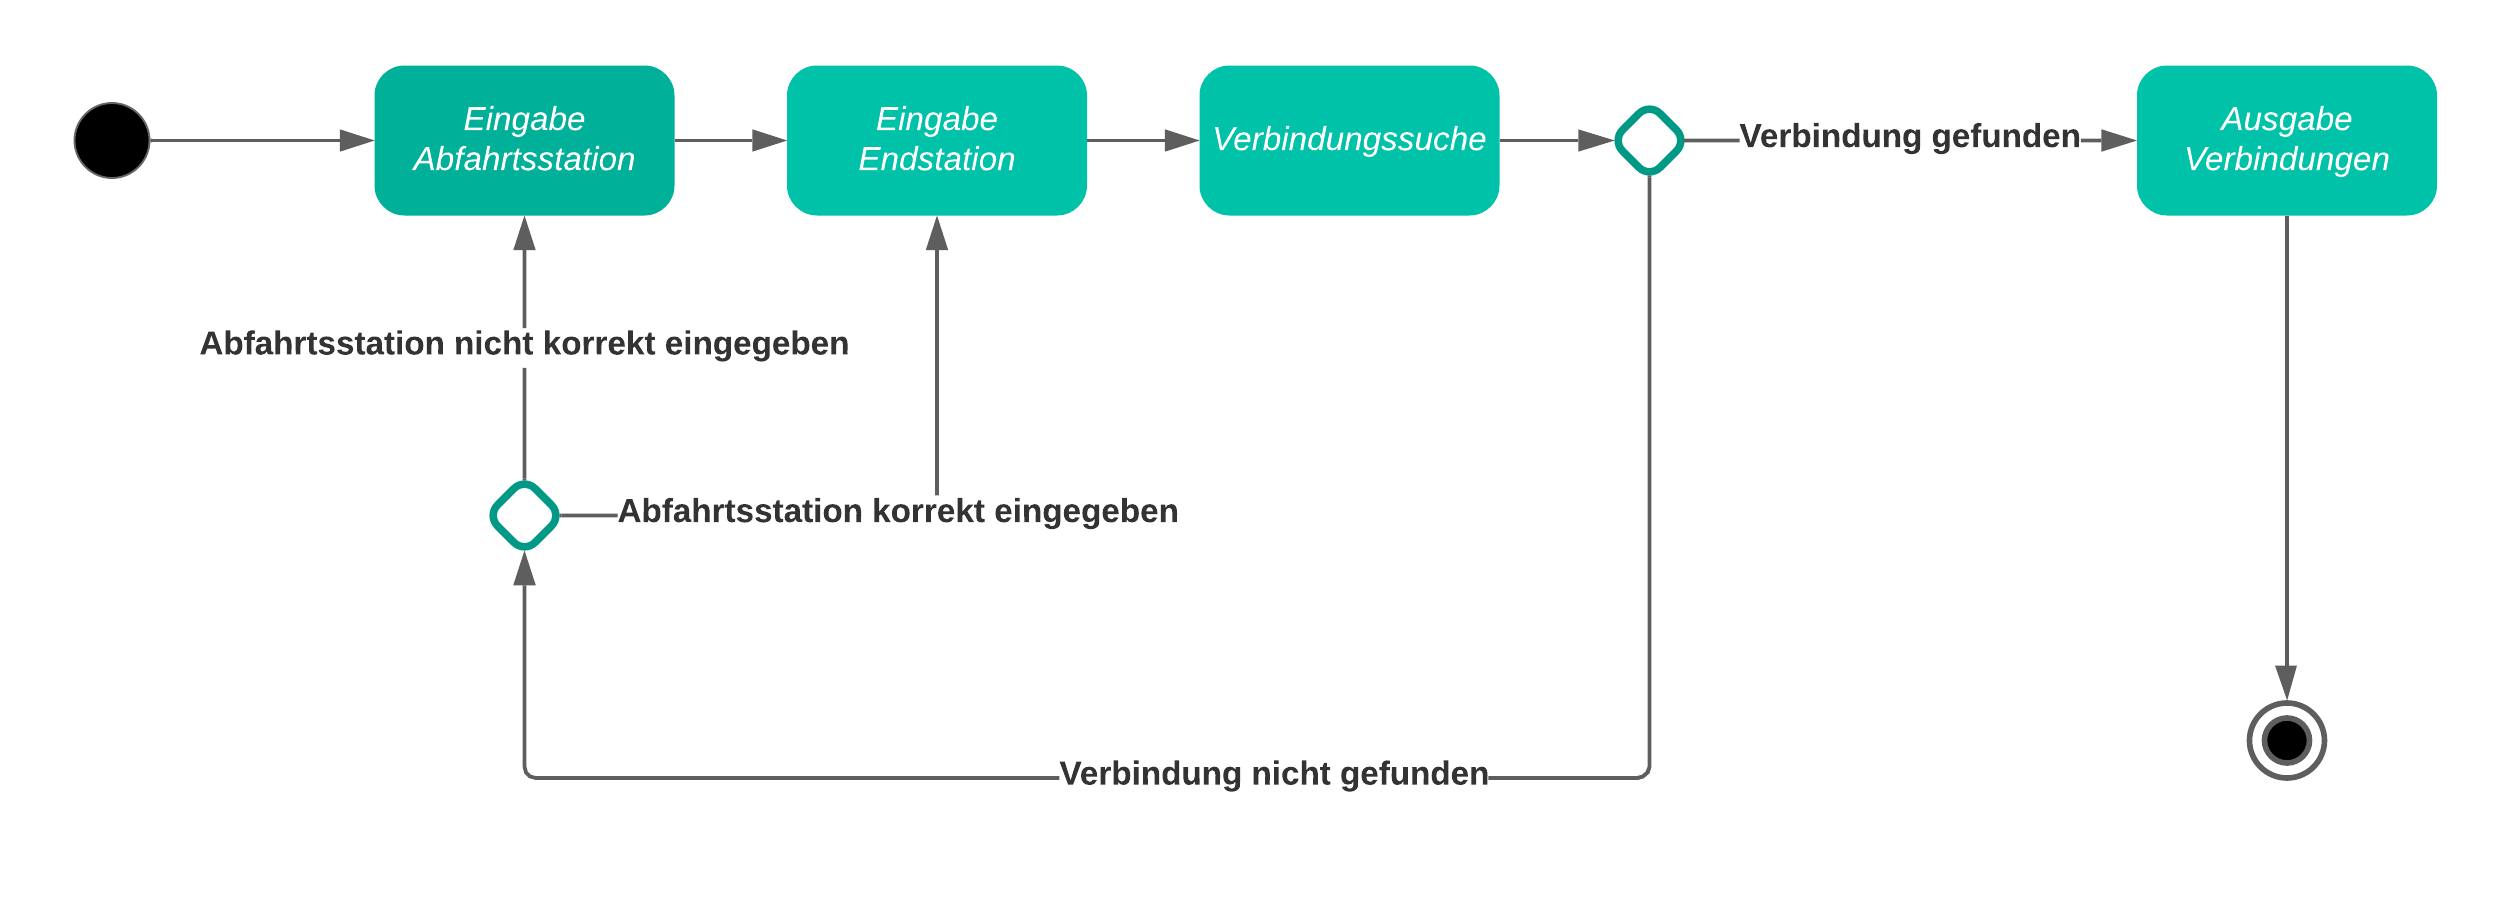 Eingabe
Abfahrtsstation
Eingabe
Endstation
Verbindungssuche
Verbindung gefunden
Ausgabe
Verbindungen
Abfahrtsstation nicht korrekt eingegeben
Abfahrtsstation korrekt eingegeben
Verbindung nicht gefunden